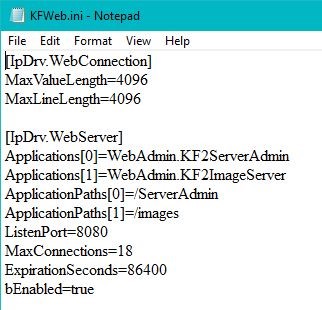 KFWeb.ini - Notepad
File Edit Format View Help
[IpDrv.WebConnection]
MaxValueLength=4096
MaxLineLength=4096
[IpDrv.WebServer]
Applications[0]=WebAdmin.KF2ServerAdmin
Applications[1]=WebAdmin.KF2ImageServer
ApplicationPaths[0]=/ServerAdmin
ApplicationPaths[1]=/images
ListenPort=8080
MaxConnections=18
ExpirationSeconds=86400
bEnabled=true